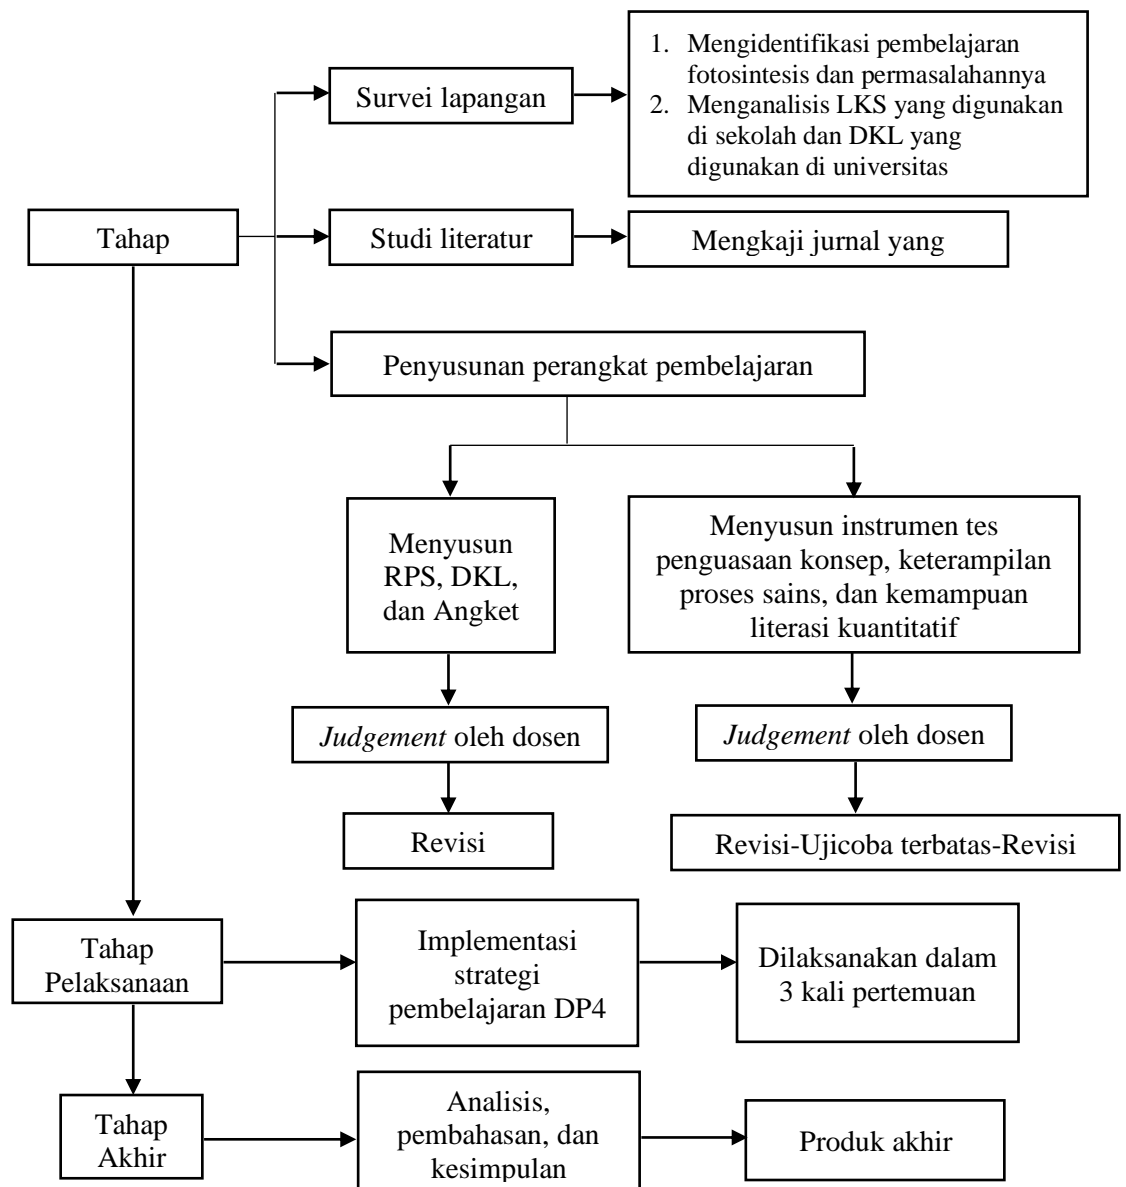 Survei lapangan
1. Mengidentifikasi pembelajaran
fotosintesis dan permasalahannya
2. Menganalisis LKS yang digunakan
di sekolah dan DKL yang
digunakan di universitas
Tahap
Studi literatur
Mengkaji jurnal yang
Penyusunan perangkat pembelajaran
Menyusun
RPS, DKL,
dan Angket
Menyusun instrumen tes
penguasaan konsep, keterampilan
proses sains, dan kemampuan
literasi kuantitatif
Judgement oleh dosen
Judgement oleh dosen
Revisi
Revisi-Ujicoba terbatas-Revisi
Tahap
Pelaksanaan
Implementasi
strategi
pembelajaran DP4
Dilaksanakan dalam
3 kali pertemuan
Tahap
Akhir
Analisis,
pembahasan, dan
kesimpulan
Produk akhir